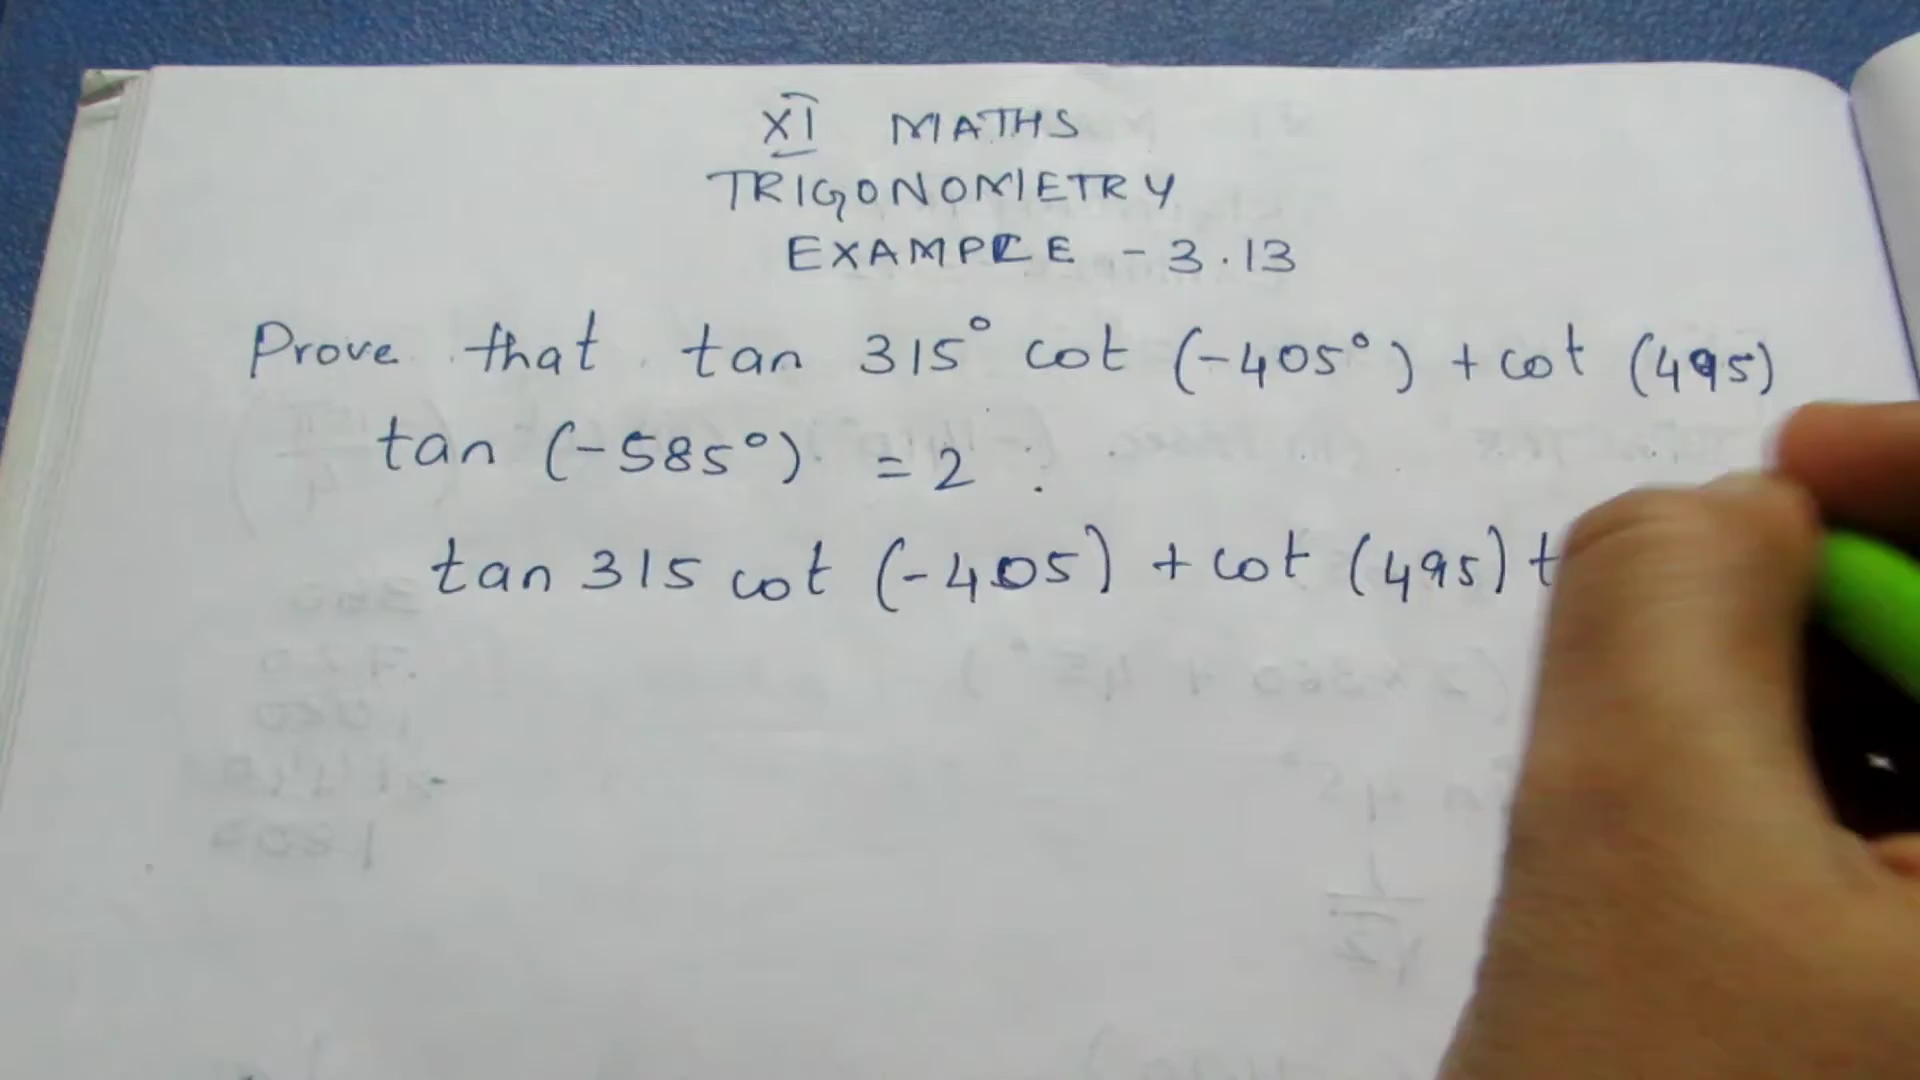 XI MATHS
TRIGONOMETRY
EXAMPLE - 3.13
Prove that tan 315° cot (-405°) + cot (495)
tan (-585°) = 2 :
tan 315 cot (-405) + cot (495) t